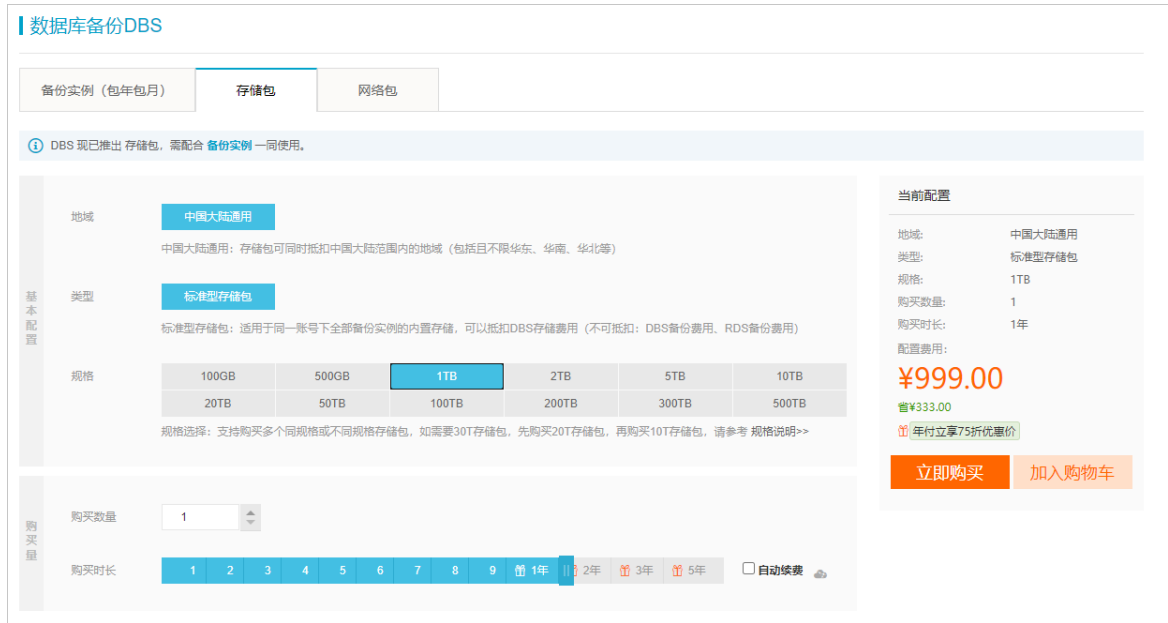 数据库备份DBS
备份实例（包年包月） 存储包 网络包
DBS 现已推出 存储包，需配合 备份实例 一同使用。
基本配置
地域 中国大陆通用
中国大陆通用：存储包可同时抵扣中国大陆范围内的地域（包括且不限华东、华南、华北等）
类型 标准型存储包
标准型存储包：适用于同一账号下全部备份实例的内置存储，可以抵扣DBS存储费用（不可抵扣：DBS备份费用、RDS备份费用）
规格 100GB 500GB 1TB 2TB 5TB 10TB
20TB 50TB 100TB 200TB 300TB 500TB
规格选择：支持购买多个同规格或不同规格存储包，如需要30T存储包，先购买20T存储包，再购买10T存储包，请参考 规格说明>>
购买量
购买数量 1
购买时长 1 2 3 4 5 6 7 8 9 1年 2年 3年 5年 自动续费
当前配置
地域： 中国大陆通用
类型： 标准型存储包
规格： 1TB
购买数量： 1
购买时长： 1年
配置费用：
¥999.00
省¥333.00
年付立享75折优惠价
立即购买 加入购物车